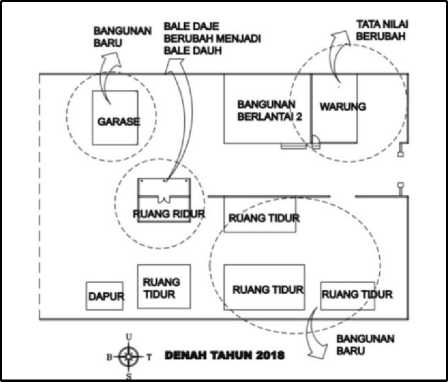 BANGUNAN
BARU
BALE DAJE
BERUBAH MENJADI
BALE DAUH
TATA NILAI
BERUBAH
GARASE
BANGUNAN
BERLANTAI 2
WARUNG
RUANG RIDUR
RUANG TIDUR
DAPUR
RUANG
TIDUR
RUANG TIDUR
RUANG TIDUR
BANGUNAN
BARU
U
B
T
S
DENAH TAHUN 2018